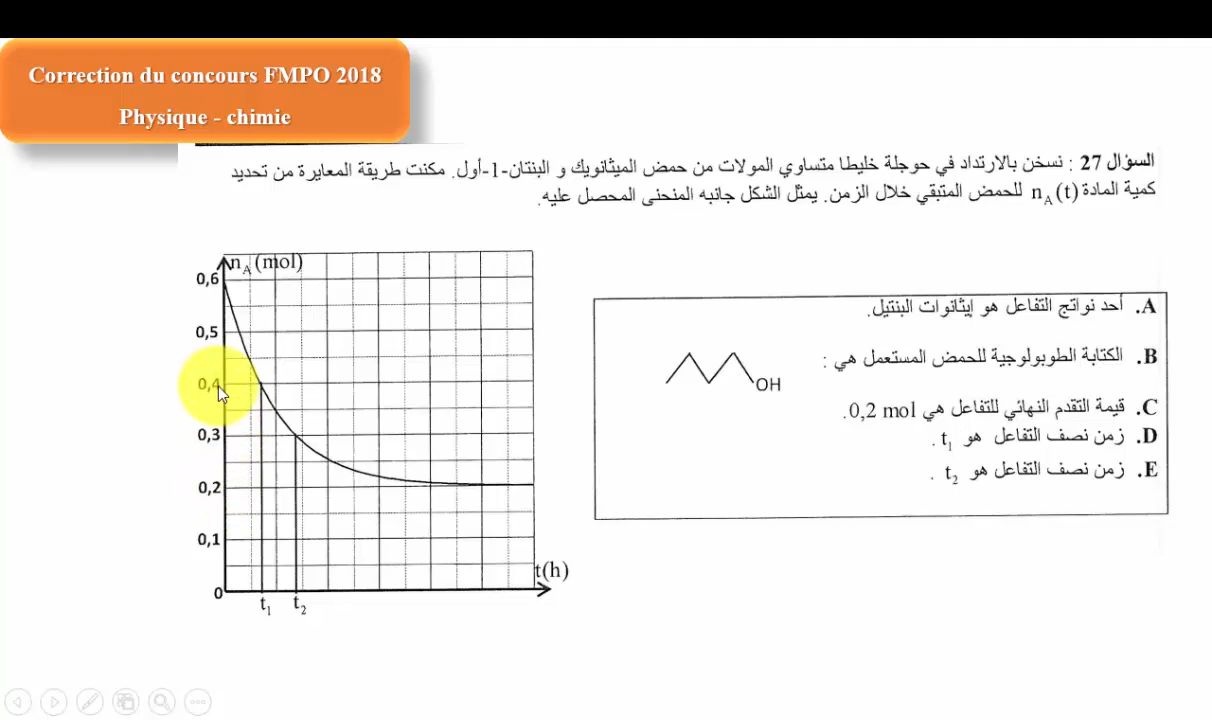 Correction du concours FMPO 2018
Physique - chimie
السؤال 27 : نسخن بالارتداد في حوجلة خليطا متساوي المولات من حمض الميثانويك و البنتان-1-أول. مكنت طريقة المعايرة من تحديد
كمية المادة n_A(t) للحمض المتبقي خلال الزمن. يمثل الشكل جانبه المنحنى المحصل عليه.
n_A(mol)
0,6
0,5
0,4
0,3
0,2
0,1
0
t(h)
t₁ t₂
A. أحد نواتج التفاعل هو إيثانوات البنتيل.
B. الكتابة الطوبولوجية للحمض المستعمل هي :
OH
C. قيمة التقدم النهائي للتفاعل هي 0,2 mol.
D. زمن نصف التفاعل هو t₁ .
E. زمن نصف التفاعل هو t₂ .